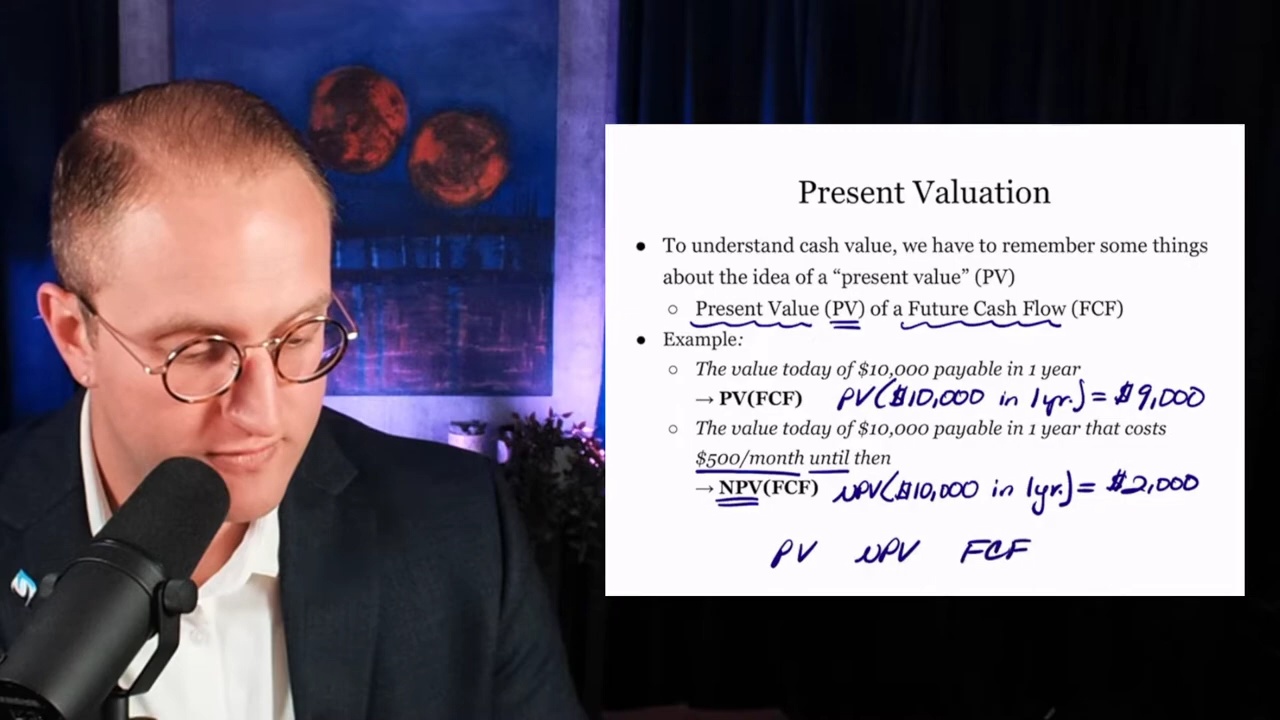 Present Valuation
● To understand cash value, we have to remember some things
about the idea of a “present value” (PV)
○ Present Value (PV) of a Future Cash Flow (FCF)
● Example:
○ The value today of $10,000 payable in 1 year
→ PV(FCF) PV($10,000 in 1yr.) = $9,000
○ The value today of $10,000 payable in 1 year that costs
$500/month until then
→ NPV(FCF) NPV($10,000 in 1yr.) = $2,000
PV NPV FCF